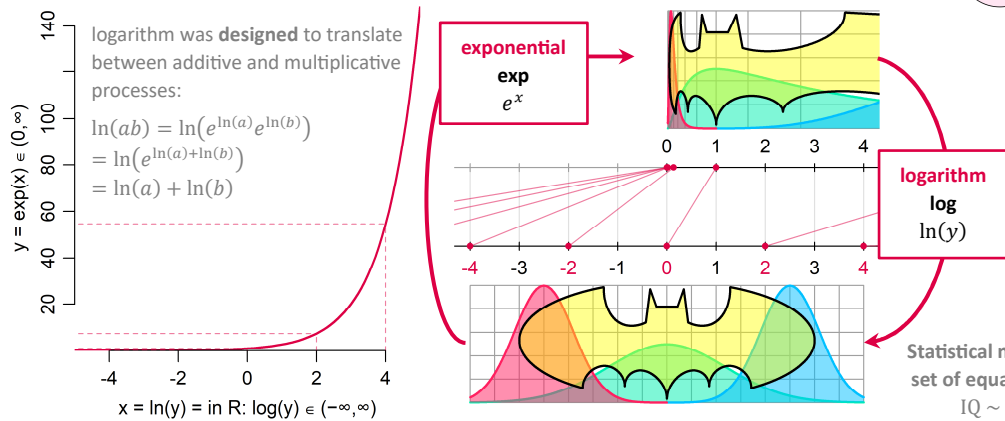 logarithm was designed to translate
between additive and multiplicative
processes:
ln(ab) = ln(e^ln(a)e^ln(b))
= ln(e^ln(a)+ln(b))
= ln(a) + ln(b)
y = exp(x) ∈ (0,∞)
140
100
80
60
40
20
-4 -2 0 2 4
x = ln(y) = in R: log(y) ∈ (−∞,∞)
exponential
exp
e^x
0 1 2 3 4
logarithm
log
ln(y)
-4 -3 -2 -1 0 1 2 3 4
Statistical
set of
IQ ~